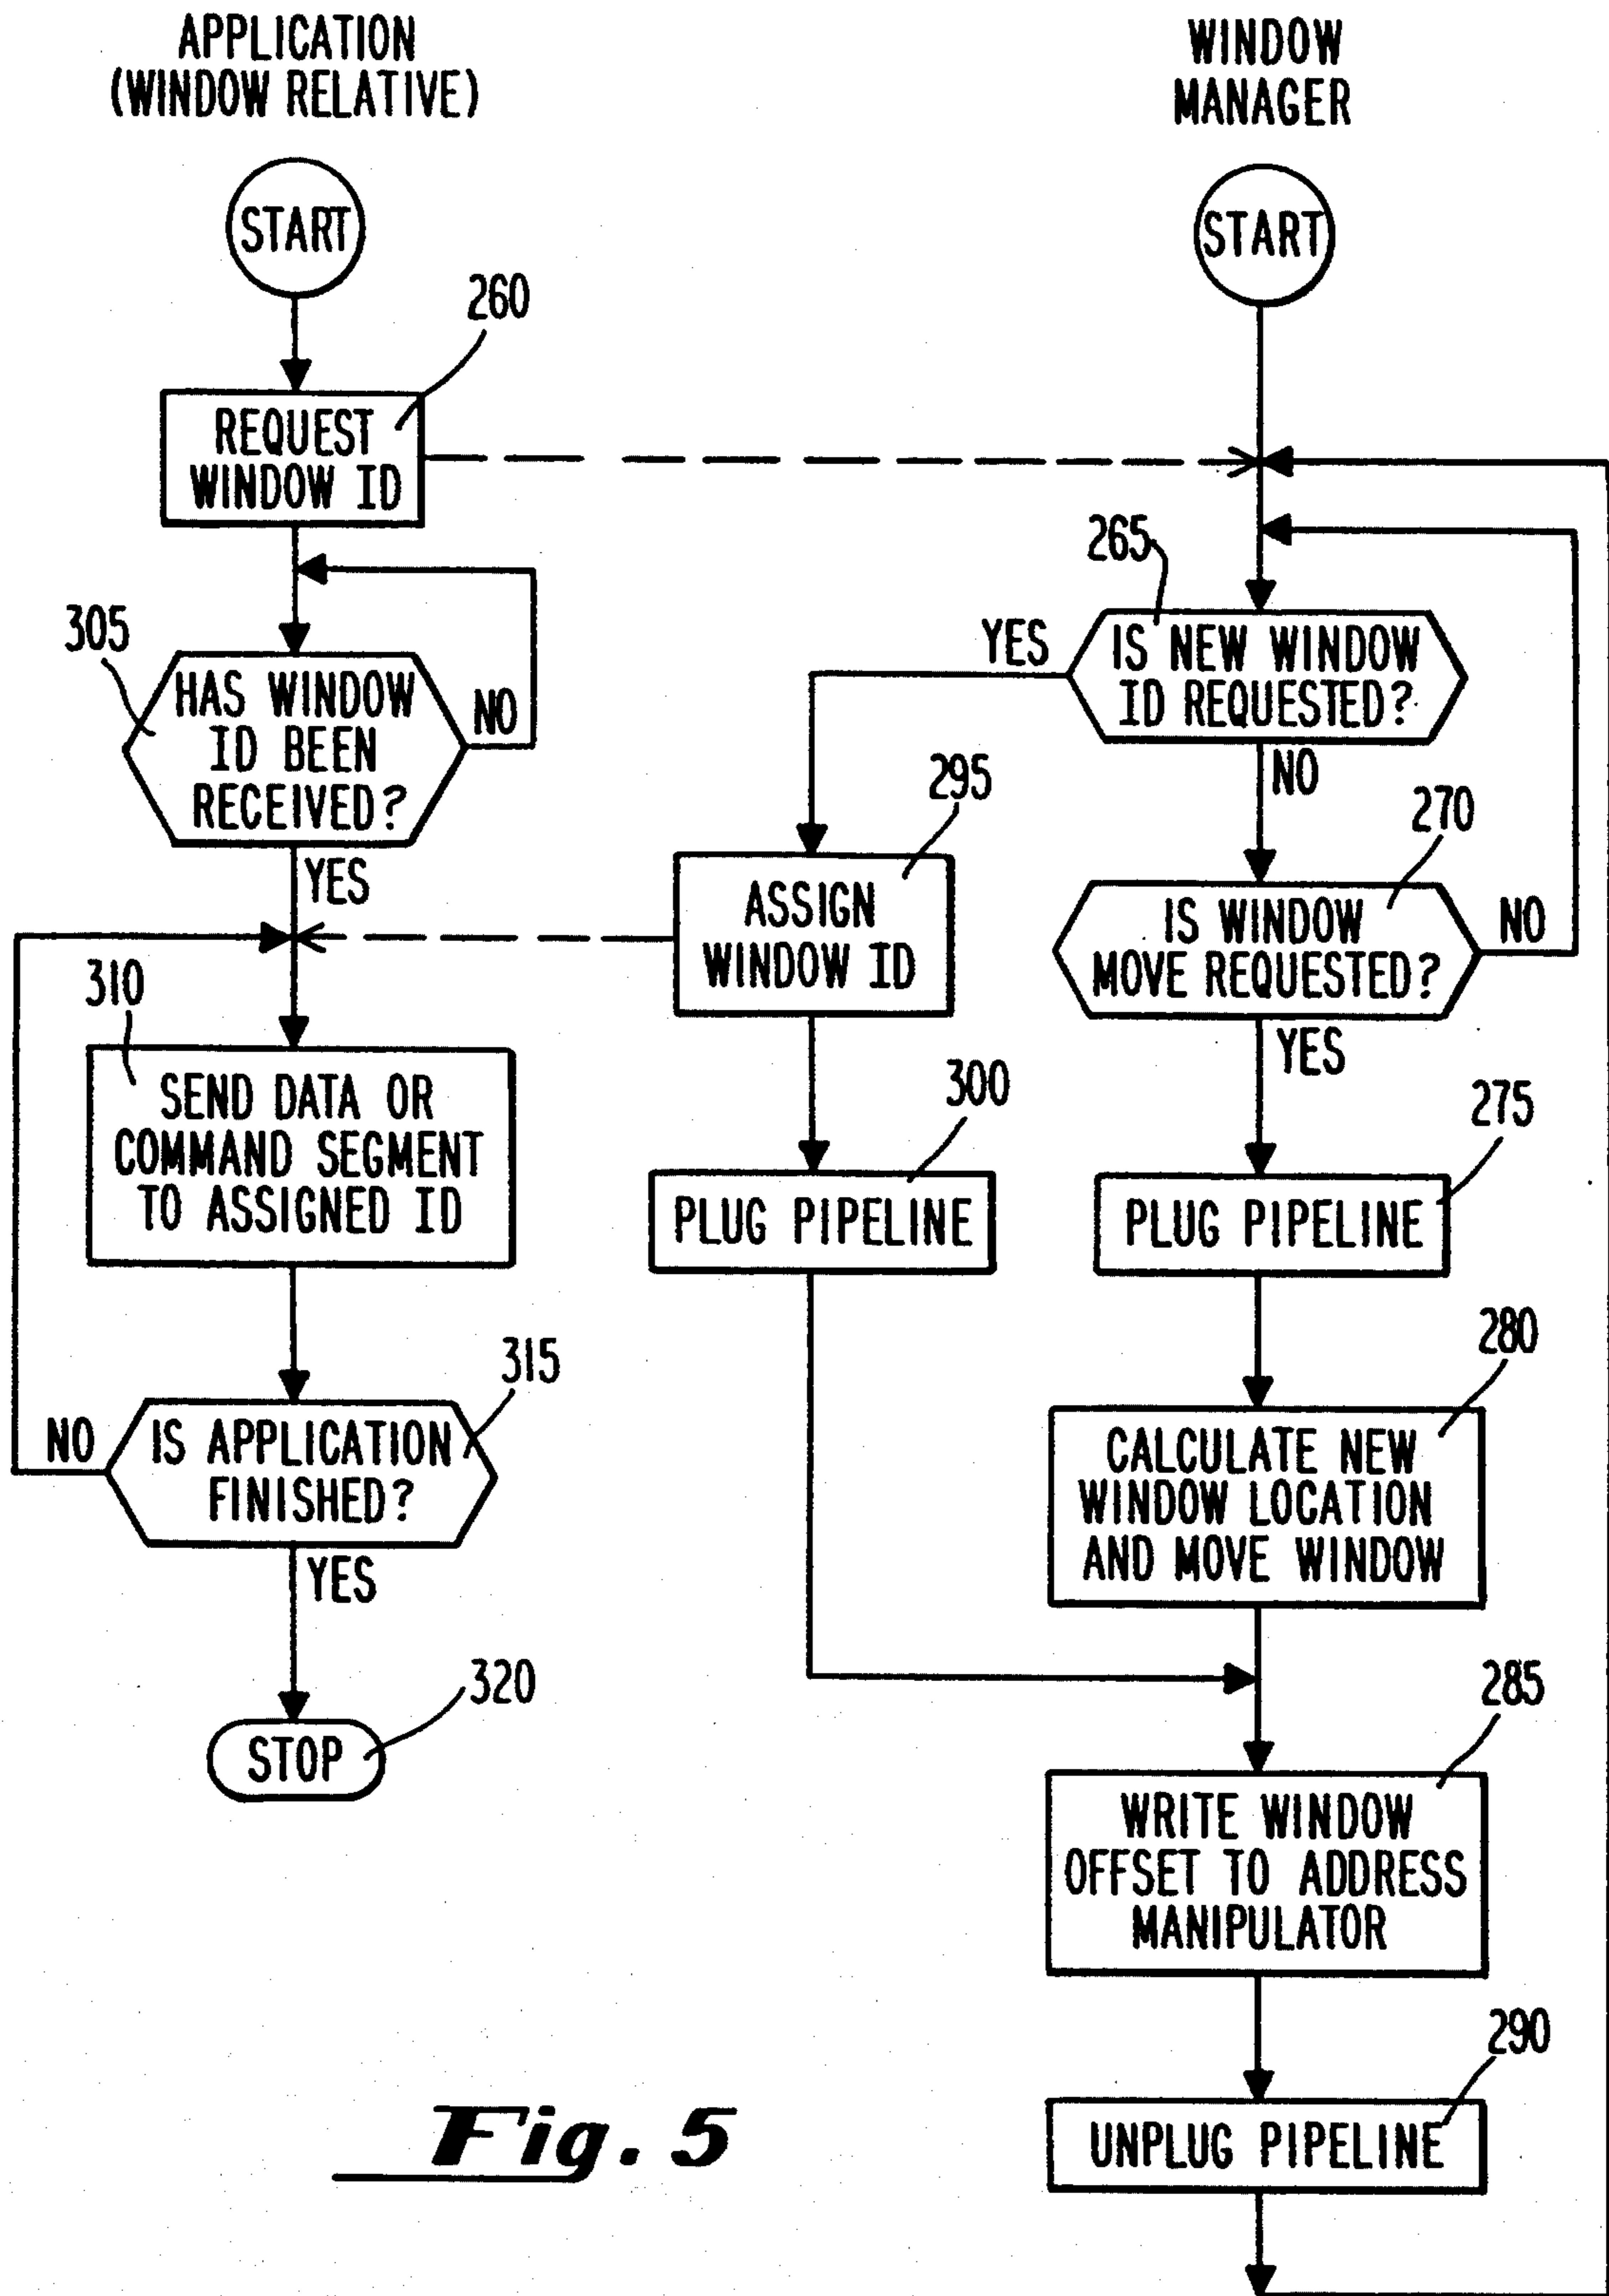 APPLICATION
(WINDOW RELATIVE)
START
260
REQUEST
WINDOW ID
305
HAS WINDOW
ID BEEN
RECEIVED?
NO
YES
310
SEND DATA OR
COMMAND SEGMENT
TO ASSIGNED ID
315
NO
IS APPLICATION
FINISHED?
YES
320
STOP
WINDOW
MANAGER
START
265
YES
IS NEW WINDOW
ID REQUESTED?
NO
295
ASSIGN
WINDOW ID
300
PLUG PIPELINE
270
IS WINDOW
MOVE REQUESTED?
NO
YES
275
PLUG PIPELINE
280
CALCULATE NEW
WINDOW LOCATION
AND MOVE WINDOW
285
WRITE WINDOW
OFFSET TO ADDRESS
MANIPULATOR
290
UNPLUG PIPELINE
Fig. 5